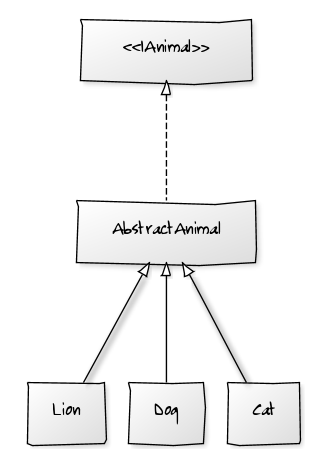 <<IAnimal>>
AbstractAnimal
Lion
Dog
Cat